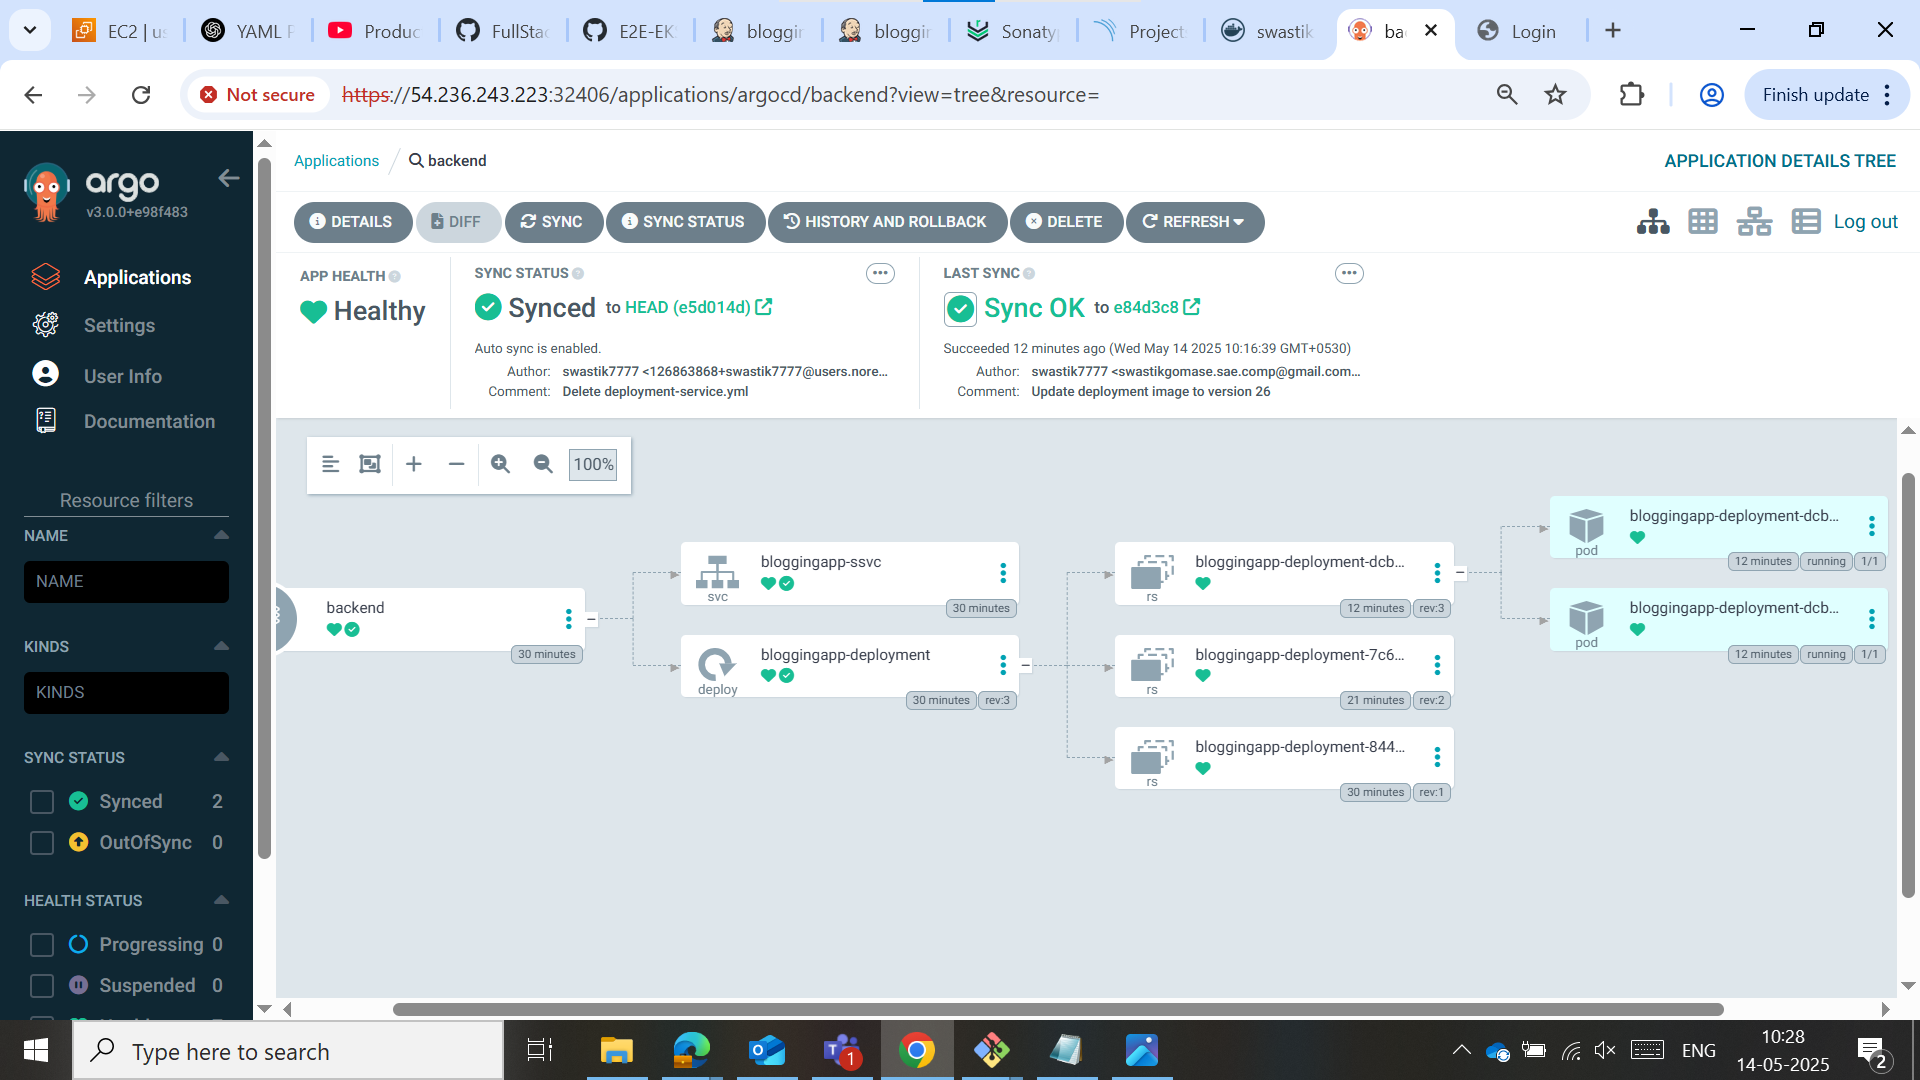 EC2 | us
YAML F
Produc
FullSta
E2E-EK
bloggin
bloggin
Sonaty
Project
swastik
ba
Login
Not secure
https://54.236.243.223:32406/applications/argocd/backend?view=tree&resource=
Finish update
argo
v3.0.0+e98f483
Applications
Settings
User Info
Documentation
Resource filters
NAME
NAME
KINDS
KINDS
SYNC STATUS
Synced 2
OutOfSync 0
HEALTH STATUS
Progressing 0
Suspended 0
Applications / backend
APPLICATION DETAILS TREE
DETAILS
DIFF
SYNC
SYNC STATUS
HISTORY AND ROLLBACK
DELETE
REFRESH
Log out
APP HEALTH
Healthy
SYNC STATUS
Synced to HEAD (e5d014d)
Auto sync is enabled.
Author: swastik7777 <126863868+swastik7777@users.nore...
Comment: Delete deployment-service.yml
LAST SYNC
Sync OK to e84d3c8
Succeeded 12 minutes ago (Wed May 14 2025 10:16:39 GMT+0530)
Author: swastik7777 <swastikgomase.sae.comp@gmail.com...
Comment: Update deployment image to version 26
100%
backend
30 minutes
bloggingapp-ssvc
svc
30 minutes
bloggingapp-deployment
deploy
30 minutes rev:3
bloggingapp-deployment-dcb...
rs
12 minutes rev:3
bloggingapp-deployment-7c6...
rs
21 minutes rev:2
bloggingapp-deployment-844...
rs
30 minutes rev:1
bloggingapp-deployment-dcb...
pod
12 minutes running 1/1
bloggingapp-deployment-dcb...
pod
12 minutes running 1/1
Type here to search
1
ENG
10:28
14-05-2025
2